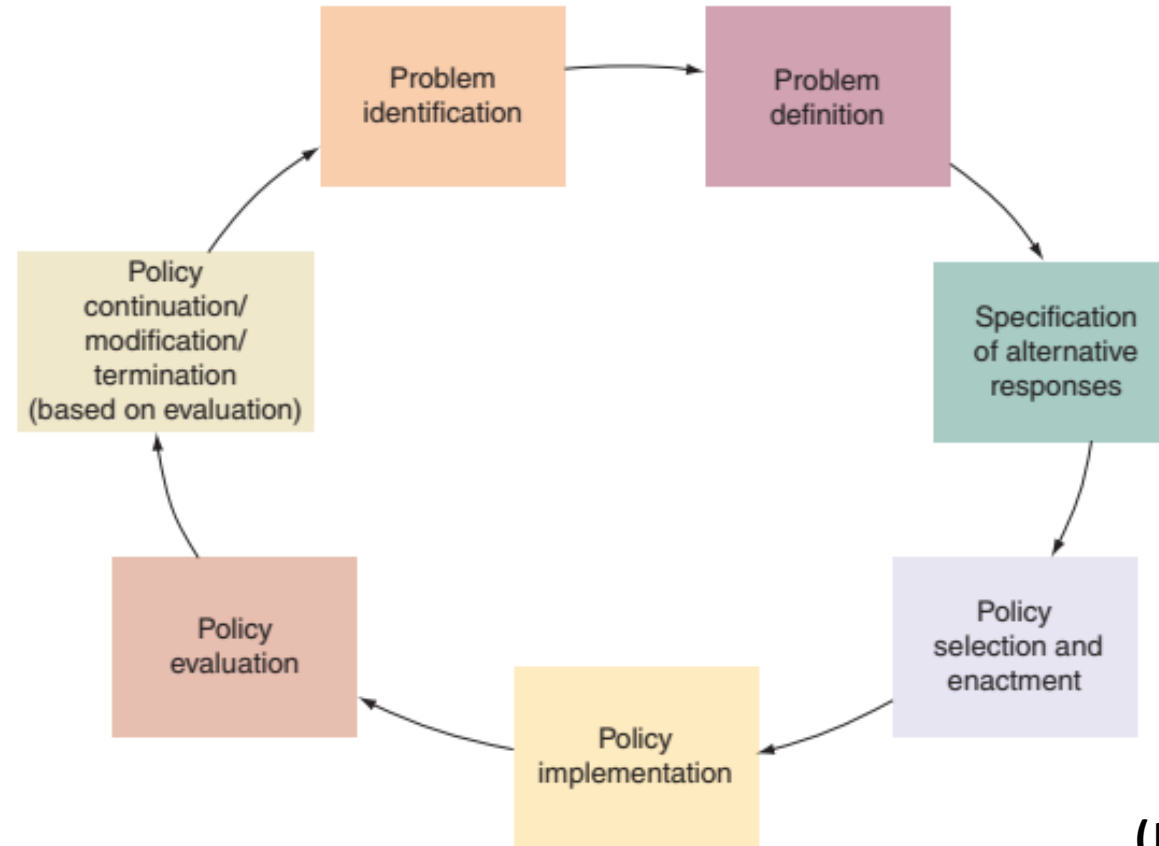 Problem
identification
Problem
definition
Specification
of alternative
responses
Policy
selection and
enactment
Policy
implementation
Policy
evaluation
Policy
continuation/
modification/
termination
(based on evaluation)